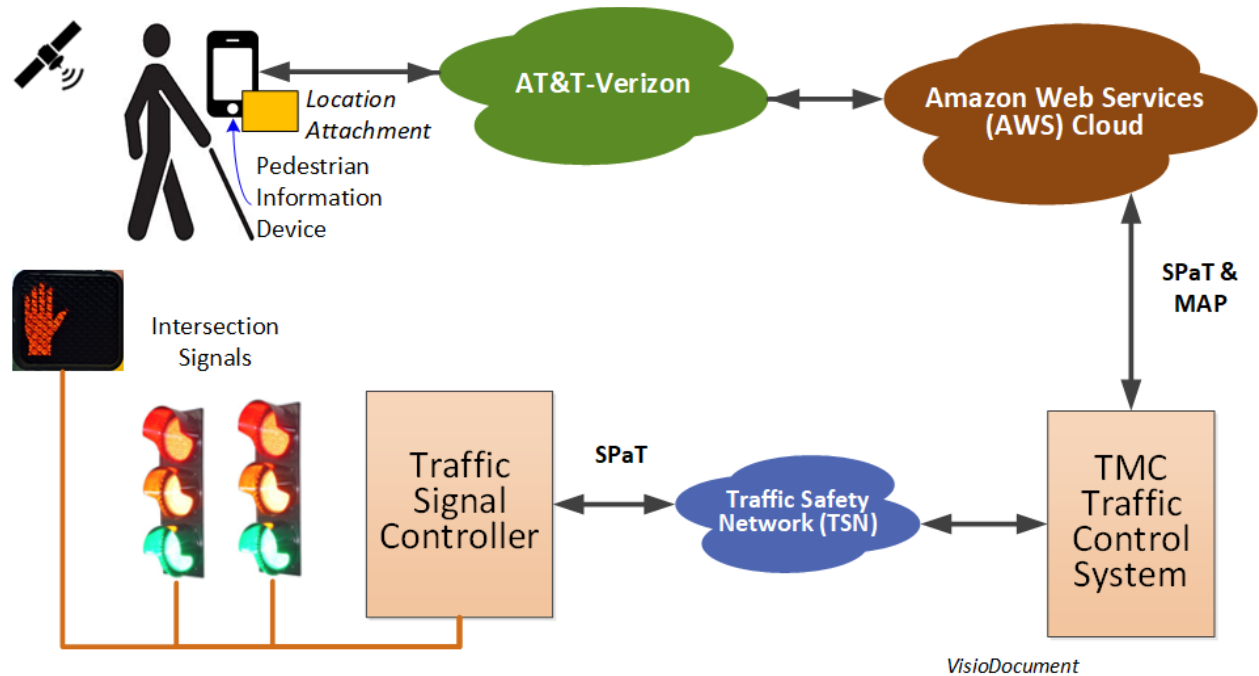 AT&T-Verizon
Amazon Web Services
(AWS) Cloud
Location
Attachment
Pedestrian
Information
Device
SPaT &
MAP
Intersection
Signals
Traffic
Signal
Controller
SPaT
Traffic Safety
Network (TSN)
TMC
Traffic
Control
System
VisioDocument